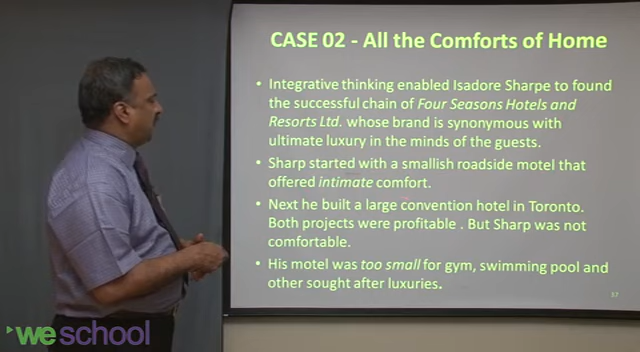 CASE 02 - All the Comforts of Home
• Integrative thinking enabled Isadore Sharpe to found
the successful chain of Four Seasons Hotels and
Resorts Ltd. whose brand is synonymous with
ultimate luxury in the minds of the guests.
• Sharp started with a smallish roadside motel that
offered intimate comfort.
• Next he built a large convention hotel in Toronto.
Both projects were profitable . But Sharp was not
comfortable.
• His motel was too small for gym, swimming pool and
other sought after luxuries.
37
we school